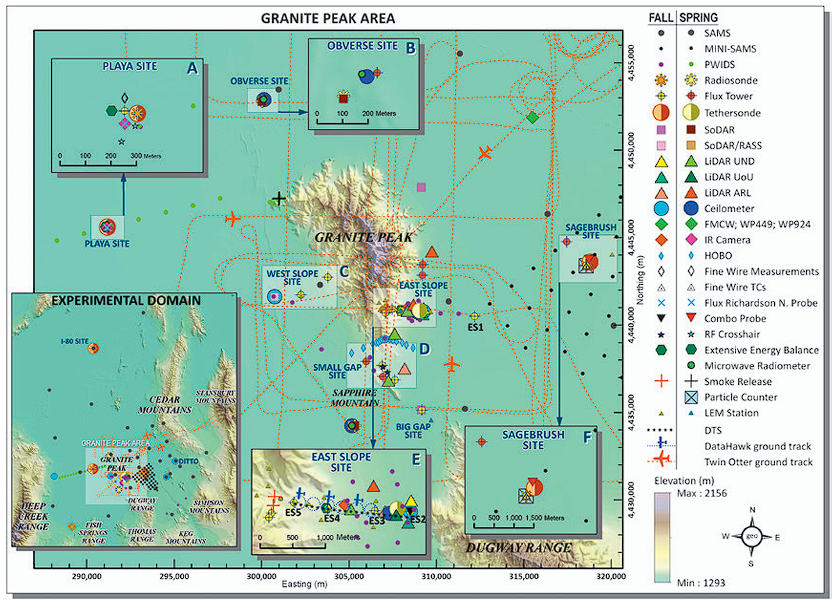 GRANITE PEAK AREA
PLAYA SITE
A
0 100 200 300 Meters
OBVERSE SITE
B
0 100 200 Meters
OBVERSE SITE
PLAYA SITE
GRANITE PEAK
SAGEBRUSH
SITE
WEST SLOPE
SITE
C
EAST SLOPE
SITE
ES1
D
SMALL GAP
SITE
SAPPHIRE
MOUNTAIN
BIG GAP
SITE
EXPERIMENTAL DOMAIN
I-80 SITE
CEDAR
MOUNTAINS
STANSBURY
MOUNTAINS
GRANITE PEAK AREA
GRANITE
PEAK
DITTO
DUGWAY
RANGE
SIMPSON
MOUNTAINS
DEEP
CREEK
RANGE
FISH
SPRINGS
RANGE
THOMAS
RANGE
KEG
MOUNTAINS
EAST SLOPE
SITE
E
ES5
ES4
ES3
ES2
0 500 1,000 Meters
SAGEBRUSH
SITE
F
0 500 1,000 1,500 Meters
DUGWAY RANGE
290,000 295,000 300,000 305,000 310,000 315,000 320,000
Easting (m)
4,455,000
4,450,000
4,445,000
4,440,000
4,435,000
4,430,000
Northing (m)
FALL SPRING
SAMS
MINI-SAMS
PWIDS
Radiosonde
Flux Tower
Tethersonde
SoDAR
SoDAR/RASS
LiDAR UND
LiDAR UoU
LiDAR ARL
Ceilometer
FMCW; WP449; WP924
IR Camera
HOBO
Fine Wire Measurements
Fine Wire TCs
Flux Richardson N. Probe
Combo Probe
RF Crosshair
Extensive Energy Balance
Microwave Radiometer
Smoke Release
Particle Counter
LEM Station
DTS
DataHawk ground track
Twin Otter ground track
Elevation (m)
Max : 2156
Min : 1293
N
W
geo
E
S